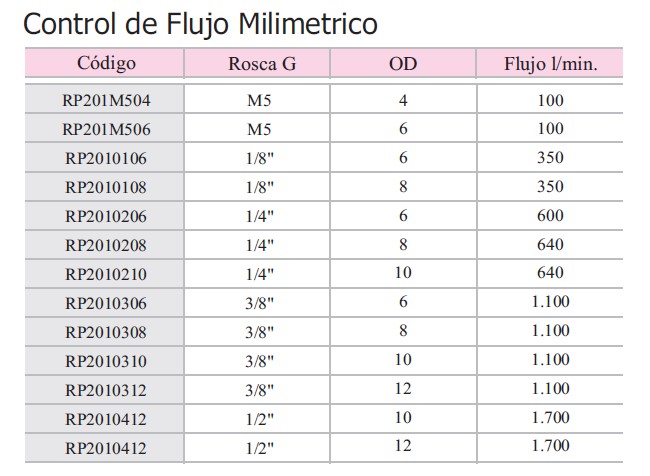 Control de Flujo Milimetrico
Código Rosca G OD Flujo l/min.
RP201M504 M5 4 100
RP201M506 M5 6 100
RP2010106 1/8" 6 350
RP2010108 1/8" 8 350
RP2010206 1/4" 6 600
RP2010208 1/4" 8 640
RP2010210 1/4" 10 640
RP2010306 3/8" 6 1.100
RP2010308 3/8" 8 1.100
RP2010310 3/8" 10 1.100
RP2010312 3/8" 12 1.100
RP2010412 1/2" 10 1.700
RP2010412 1/2" 12 1.700